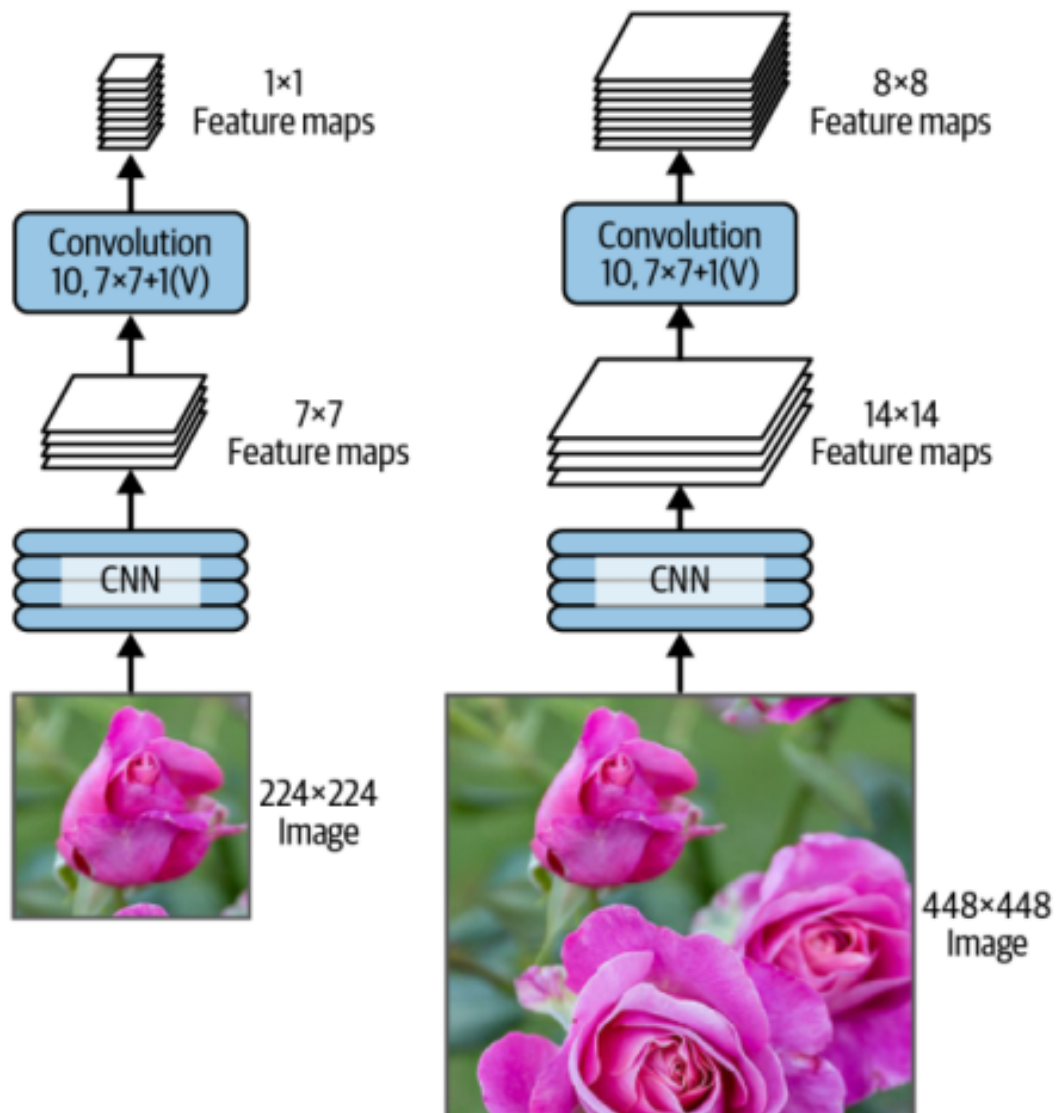 1×1
Feature maps
Convolution
10, 7×7+1(V)
7×7
Feature maps
CNN
224×224
Image
8×8
Feature maps
Convolution
10, 7×7+1(V)
14×14
Feature maps
CNN
448×448
Image